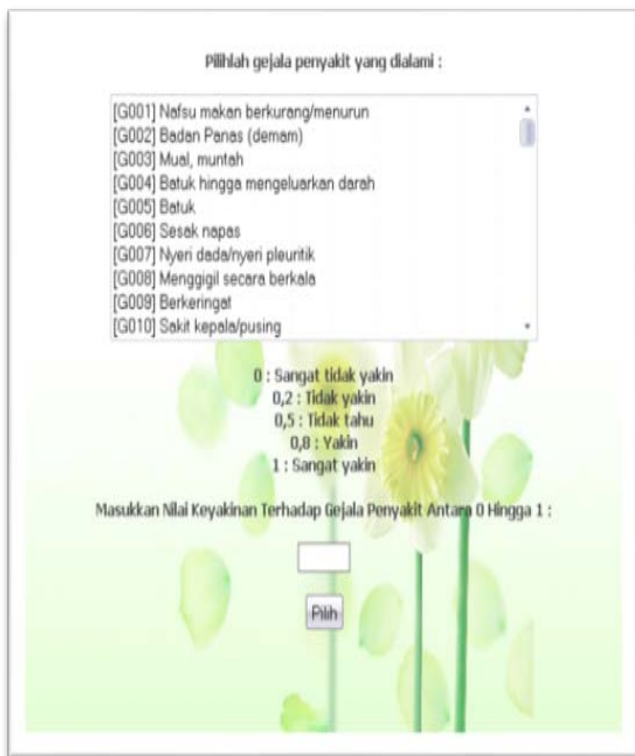 Pilihlah gejala penyakit yang dialami :
[G001] Nafsu makan berkurang/menurun
[G002] Badan Panas (demam)
[G003] Mual, muntah
[G004] Batuk hingga mengeluarkan darah
[G005] Batuk
[G006] Sesak napas
[G007] Nyeri dada/nyeri pleuritik
[G008] Menggigil secara berkala
[G009] Berkeringat
[G010] Sakit kepala/pusing
0 : Sangat tidak yakin
0,2 : Tidak yakin
0,5 : Tidak tahu
0,8 : Yakin
1 : Sangat yakin
Masukkan Nilai Keyakinan Terhadap Gejala Penyakit Antara 0 Hingga 1 :
Pilih